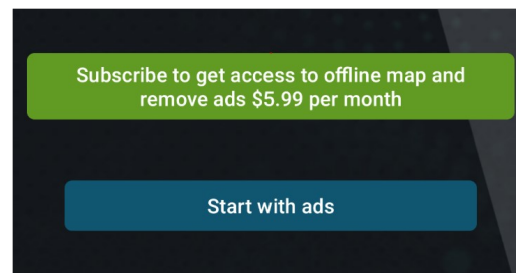 Subscribe to get access to offline map and
remove ads $5.99 per month
Start with ads